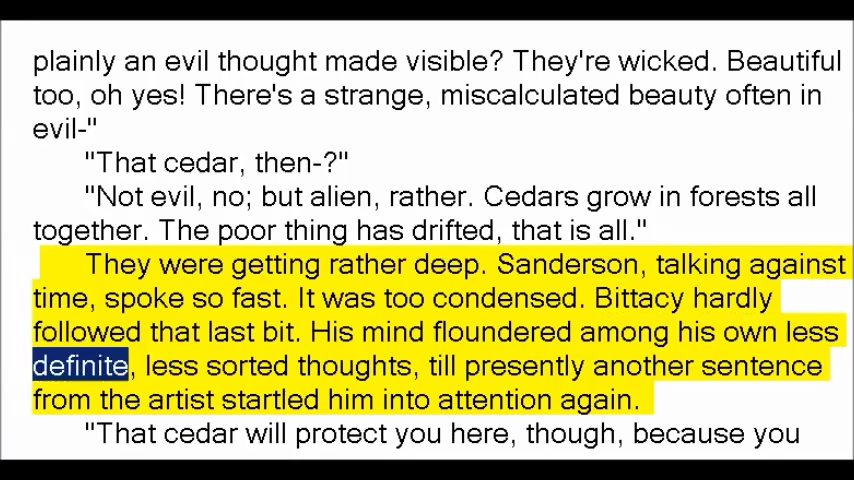 plainly an evil thought made visible? They're wicked. Beautiful
too, oh yes! There's a strange, miscalculated beauty often in
evil-"
"That cedar, then-?"
"Not evil, no; but alien, rather. Cedars grow in forests all
together. The poor thing has drifted, that is all."
They were getting rather deep. Sanderson, talking against
time, spoke so fast. It was too condensed. Bittacy hardly
followed that last bit. His mind floundered among his own less
definite, less sorted thoughts, till presently another sentence
from the artist startled him into attention again.
"That cedar will protect you here, though, because you